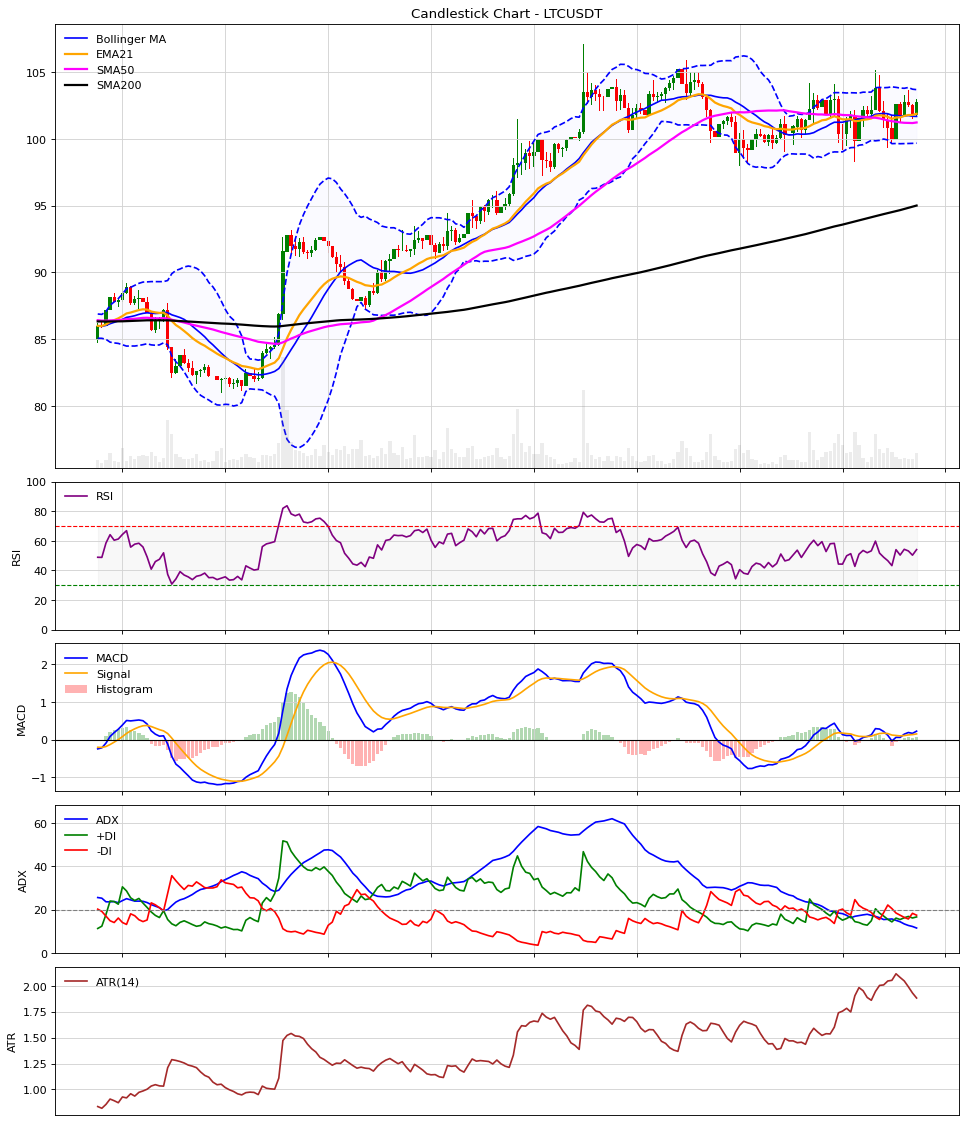 Candlestick Chart - LTCUSDT
Bollinger MA
EMA21
SMA50
SMA200
105
100
95
90
85
80
RSI
100
80
60
40
20
0
RSI
MACD
Signal
Histogram
2
1
0
−1
MACD
ADX
+DI
-DI
60
40
20
0
ADX
ATR(14)
2.00
1.75
1.50
1.25
1.00
ATR